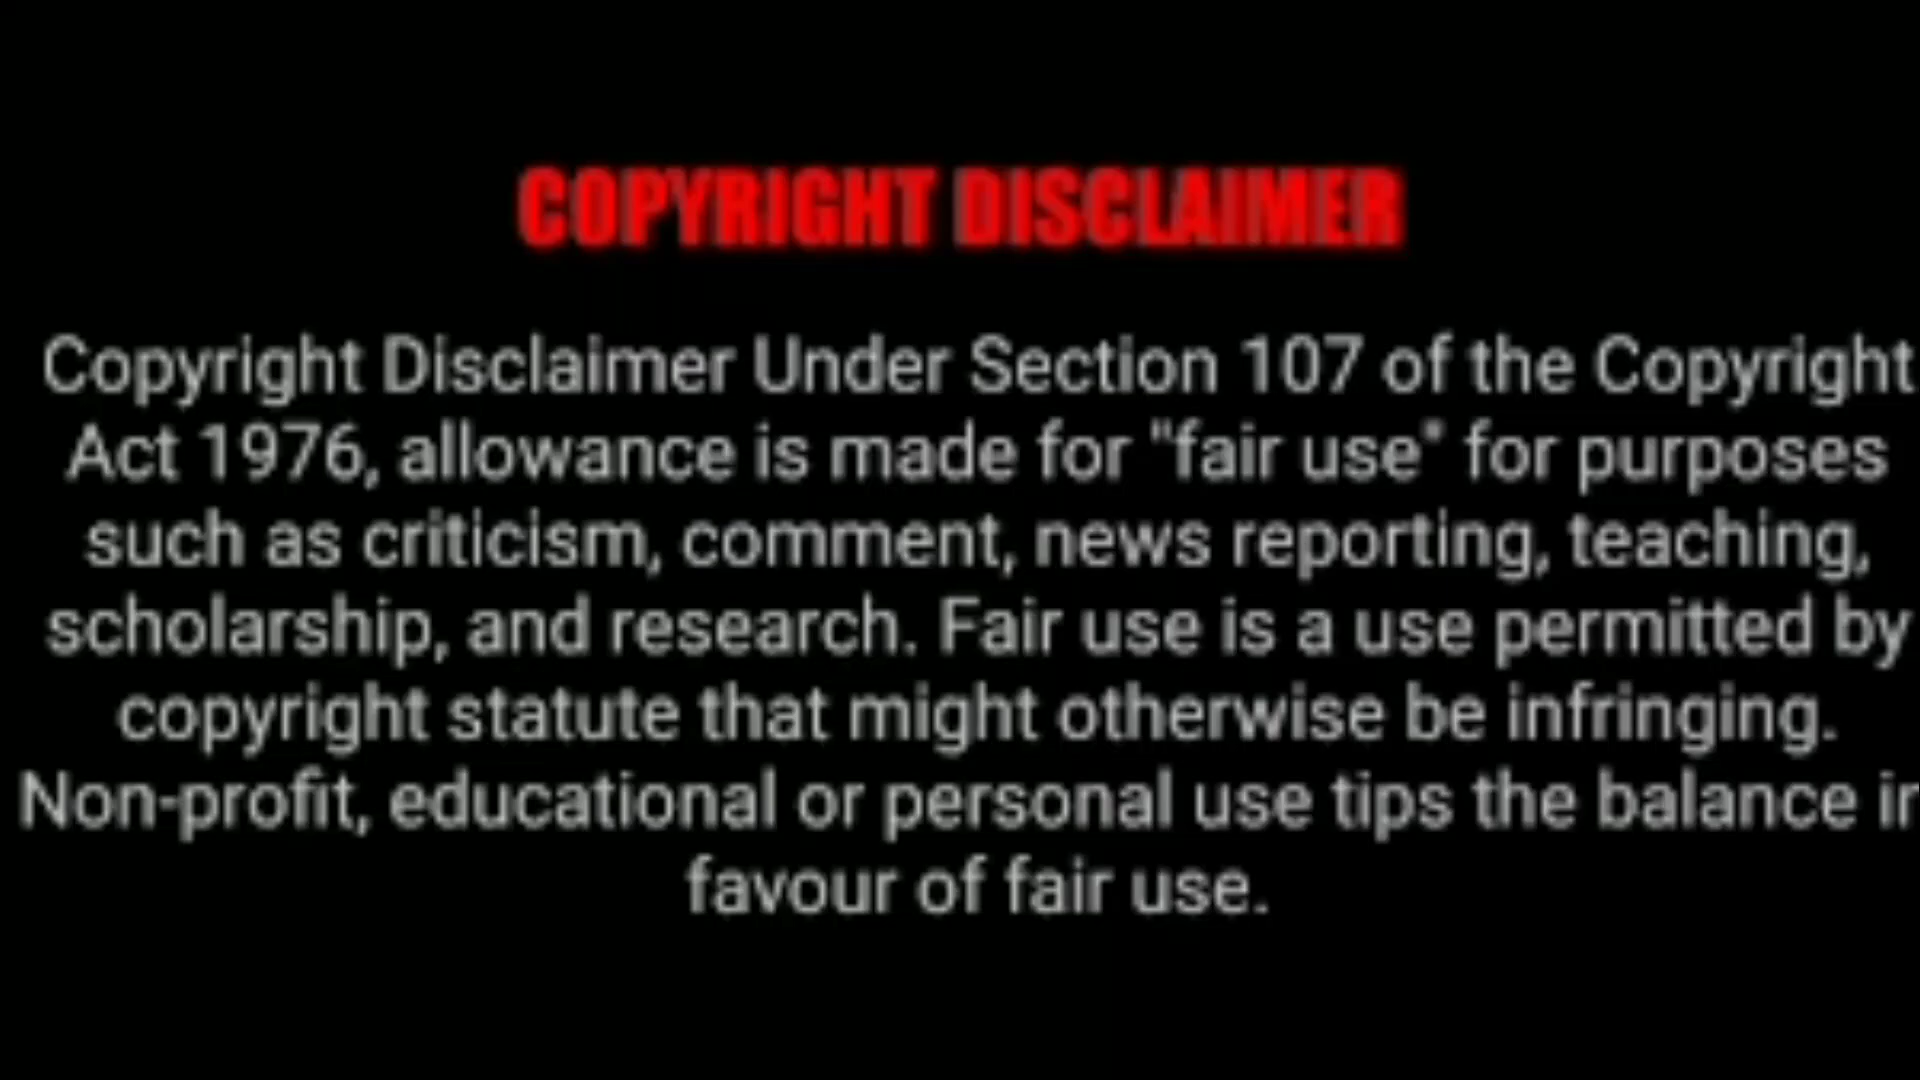 COPYRIGHT DISCLAIMER
Copyright Disclaimer Under Section 107 of the Copyright
Act 1976, allowance is made for "fair use" for purposes
such as criticism, comment, news reporting, teaching,
scholarship, and research. Fair use is a use permitted by
copyright statute that might otherwise be infringing.
Non-profit, educational or personal use tips the balance in
favour of fair use.